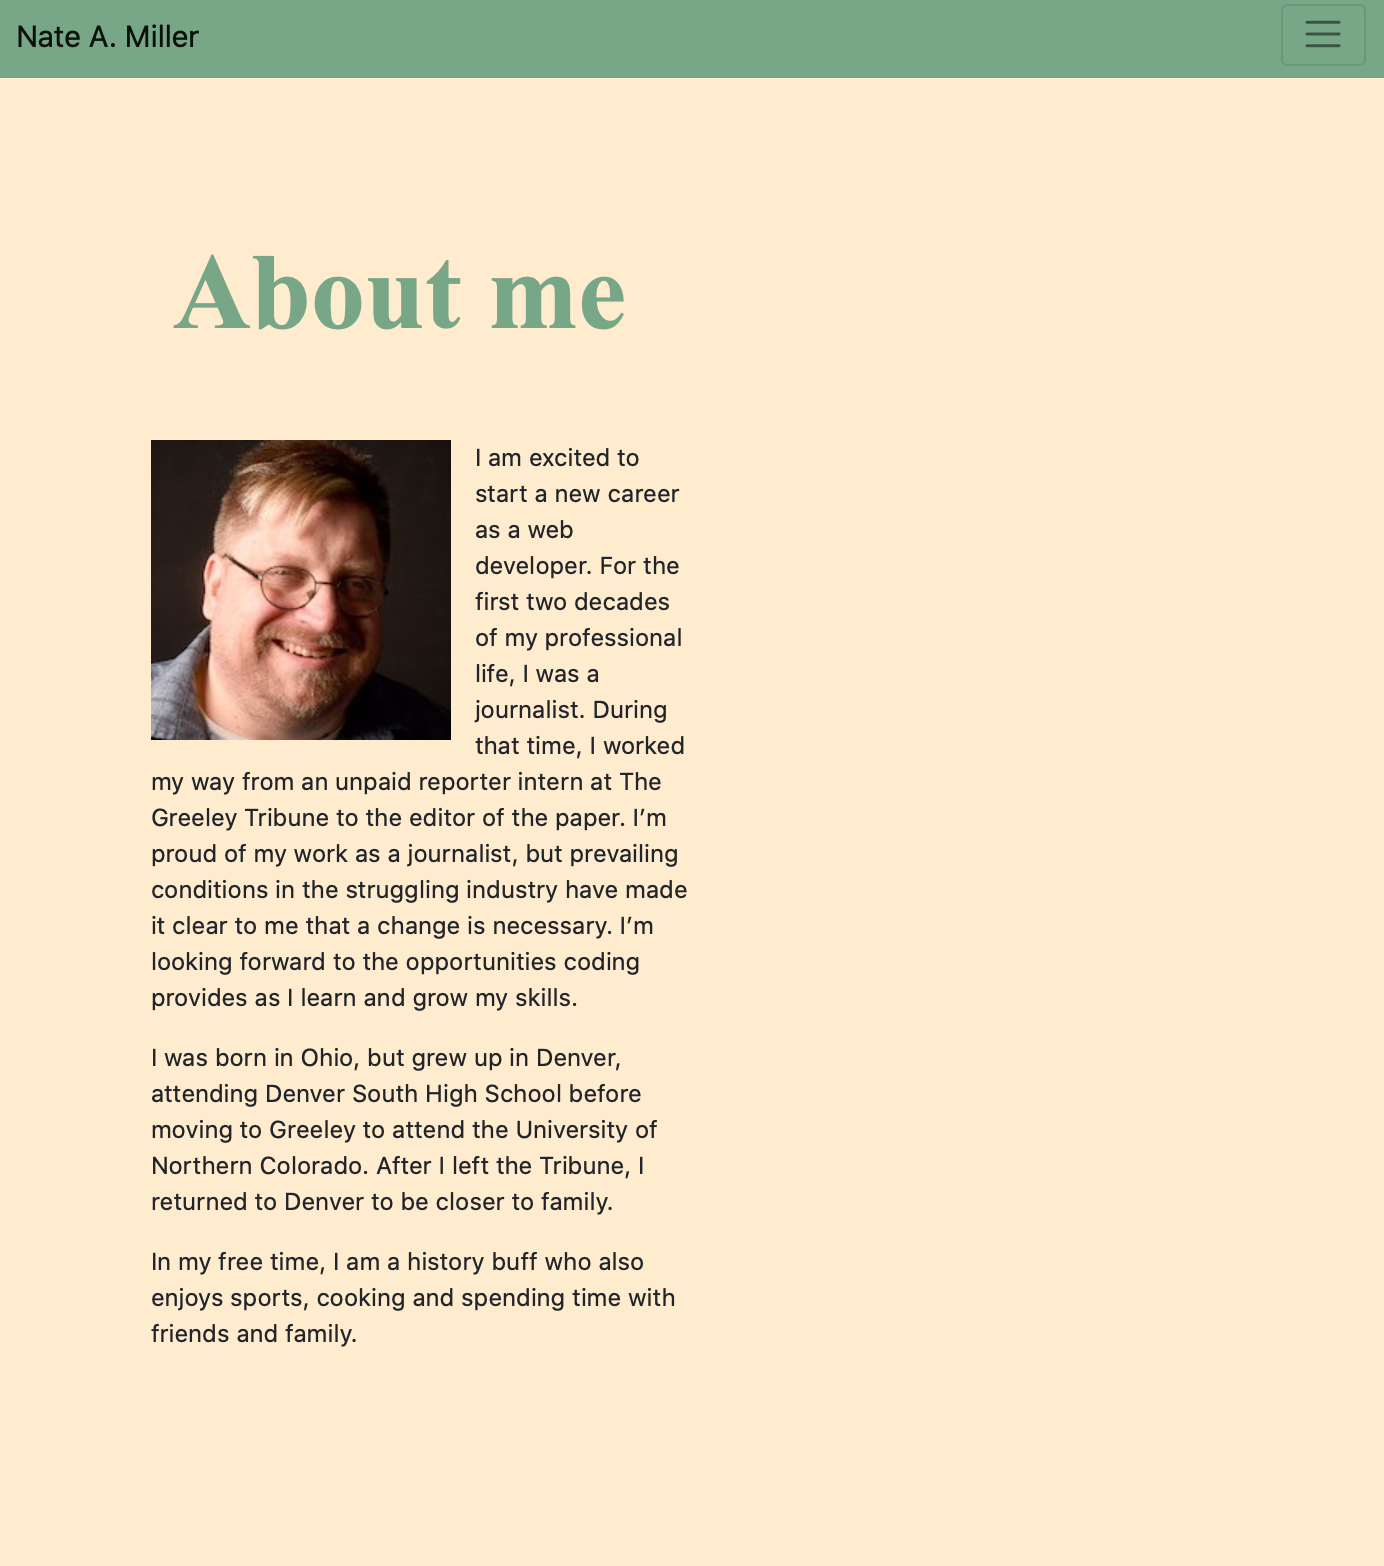 Nate A. Miller
About me
I am excited to
start a new career
as a web
developer. For the
first two decades
of my professional
life, I was a
journalist. During
that time, I worked
my way from an unpaid reporter intern at The
Greeley Tribune to the editor of the paper. I’m
proud of my work as a journalist, but prevailing
conditions in the struggling industry have made
it clear to me that a change is necessary. I’m
looking forward to the opportunities coding
provides as I learn and grow my skills.
I was born in Ohio, but grew up in Denver,
attending Denver South High School before
moving to Greeley to attend the University of
Northern Colorado. After I left the Tribune, I
returned to Denver to be closer to family.
In my free time, I am a history buff who also
enjoys sports, cooking and spending time with
friends and family.